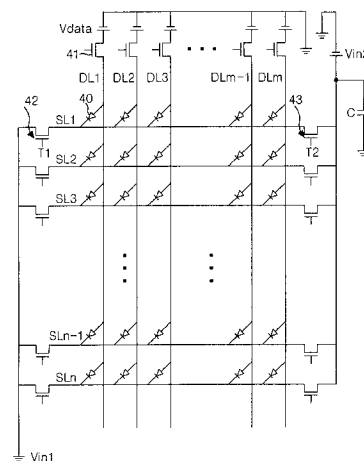 Vdata
Vin2
41
DL1 DL2 DL3 DLm-1 DLm
40
42
43
C
SL1
T1
T2
SL2
SL3
SLn-1
SLn
Vin1